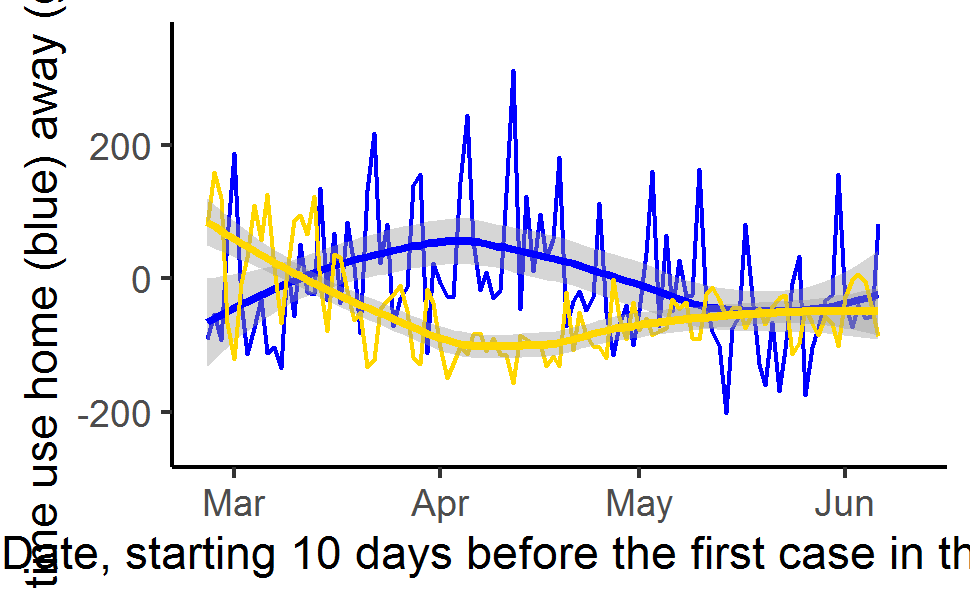 time use home (blue) away (
200
0
-200
Mar Apr May Jun
Date, starting 10 days before the first case in th